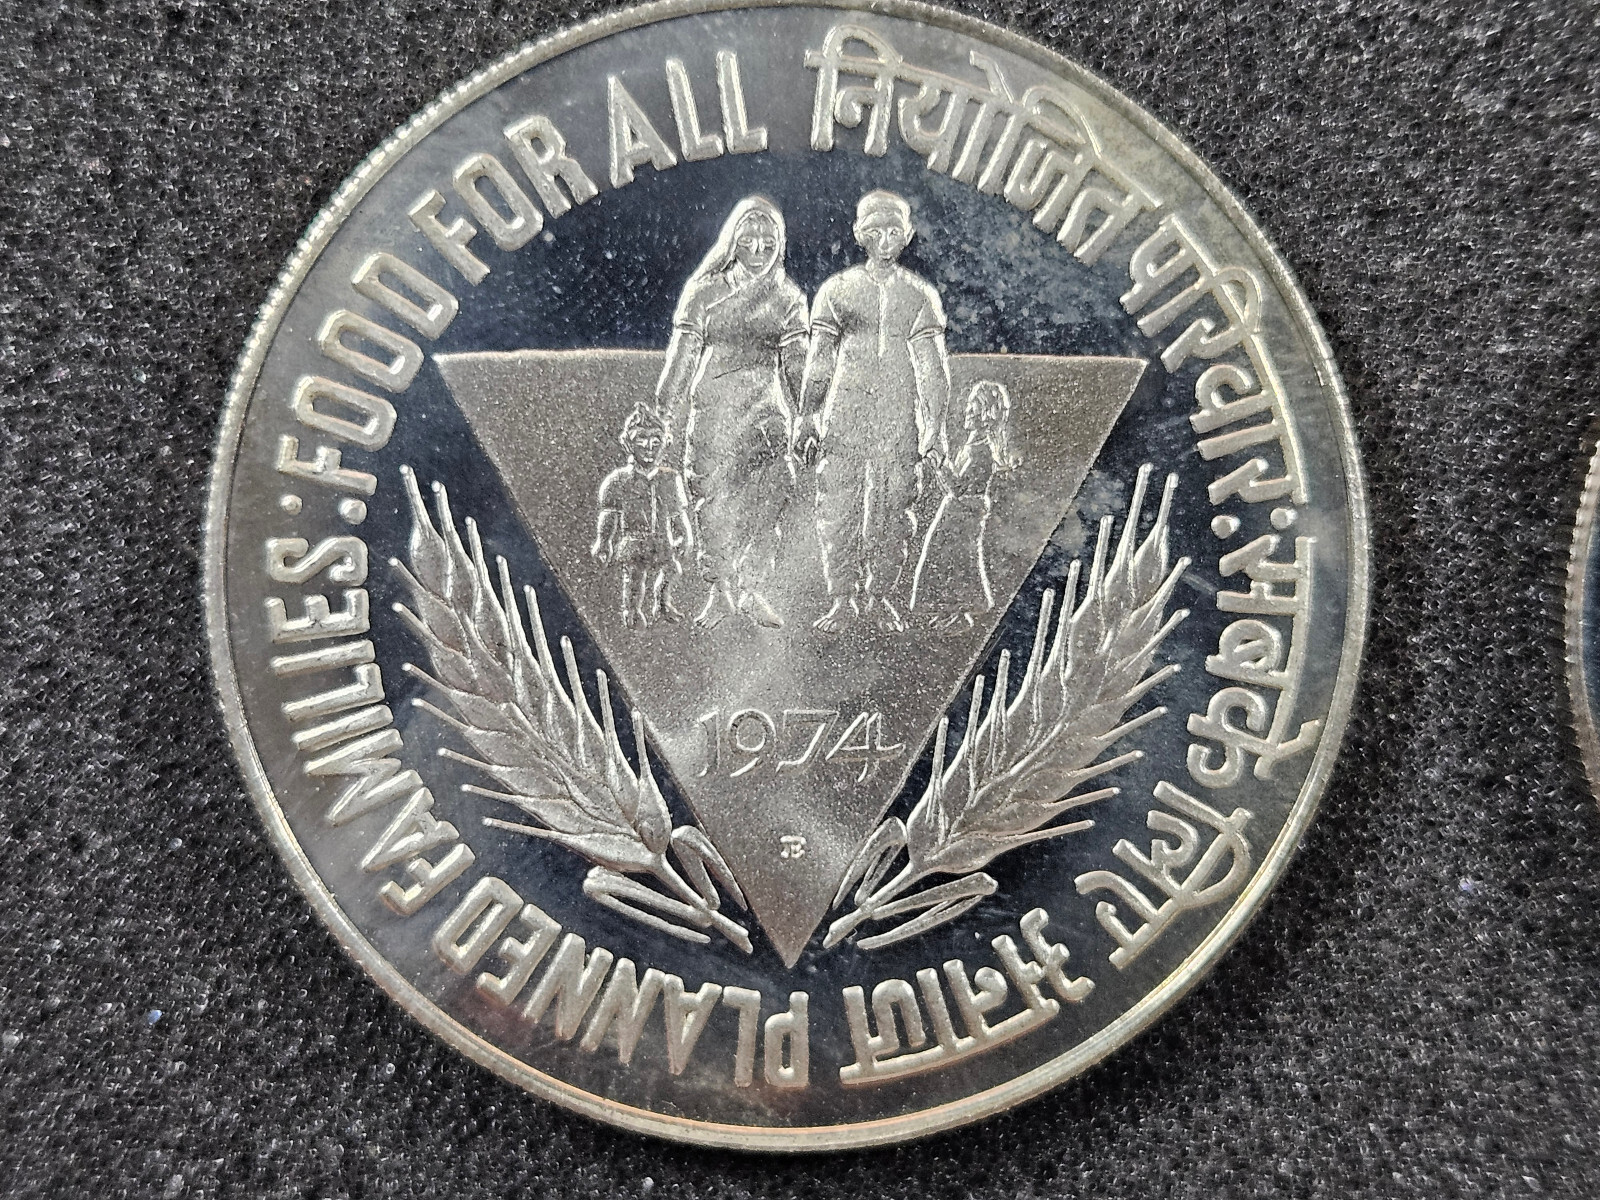 PLANNED FAMILIES: FOOD FOR ALL
नियोजित परिवार: सबके लिए अनाज
1974
B